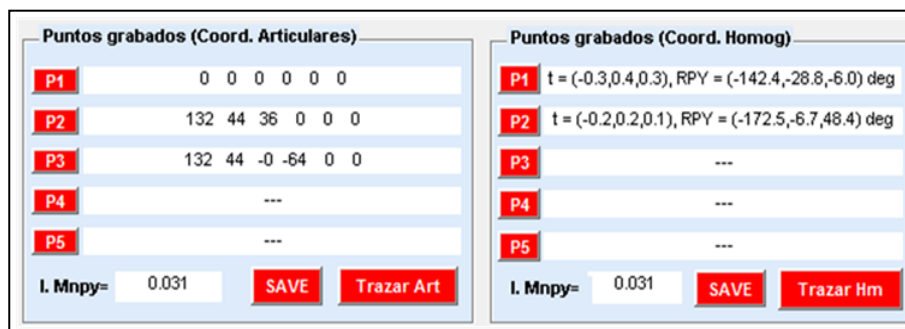 Puntos grabados (Coord. Articulares)
P1 0 0 0 0 0 0
P2 132 44 36 0 0 0
P3 132 44 -0 -64 0 0
P4 ---
P5 ---
I. Mnpy= 0.031 SAVE Trazar Art
Puntos grabados (Coord. Homog)
P1 t = (-0.3,0.4,0.3), RPY = (-142.4,-28.8,-6.0) deg
P2 t = (-0.2,0.2,0.1), RPY = (-172.5,-6.7,48.4) deg
P3 ---
P4 ---
P5 ---
I. Mnpy= 0.031 SAVE Trazar Hm